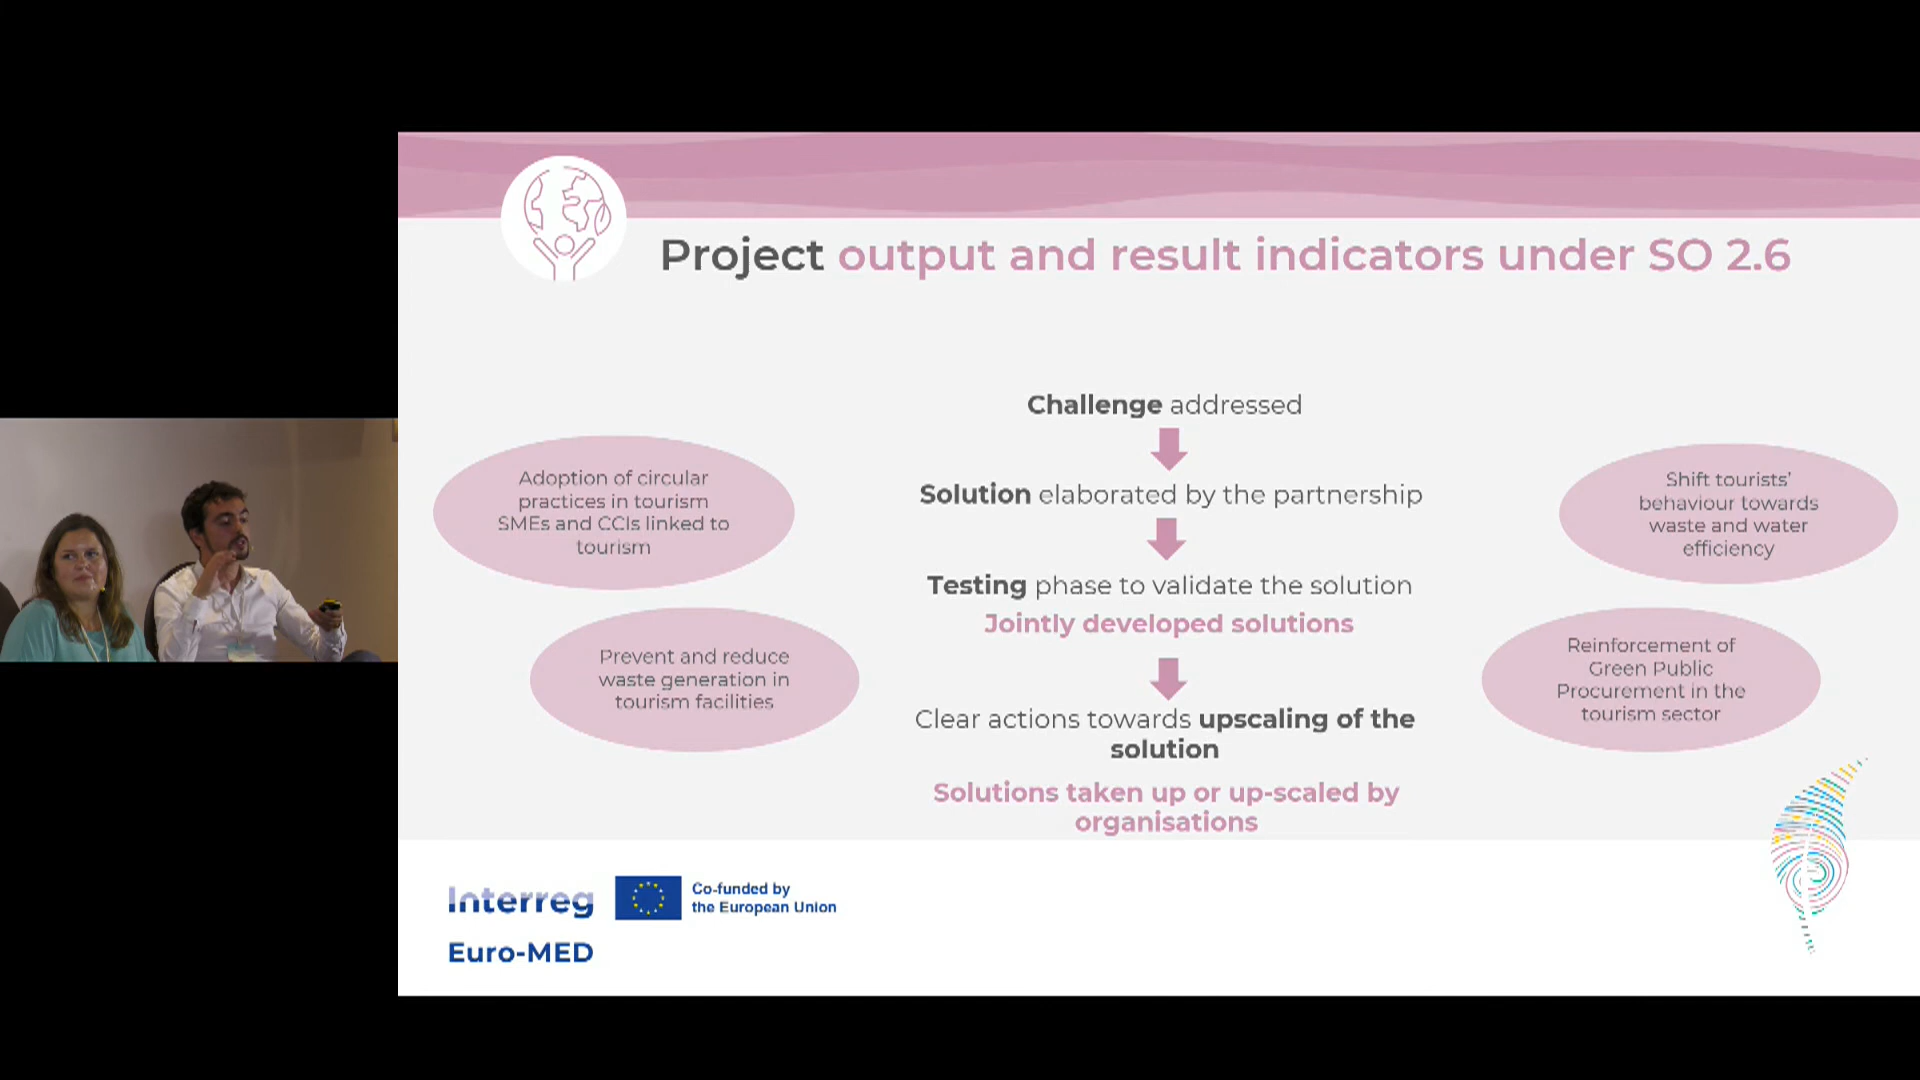 Project output and result indicators under SO 2.6
Challenge addressed
Solution elaborated by the partnership
Testing phase to validate the solution
Jointly developed solutions
Clear actions towards upscaling of the
solution
Solutions taken up or up-scaled by
organisations
Adoption of circular
practices in tourism
SMEs and CCIs linked to
tourism
Prevent and reduce
waste generation in
tourism facilities
Shift tourists’
behaviour towards
waste and water
efficiency
Reinforcement of
Green Public
Procurement in the
tourism sector
Interreg
Co-funded by
the European Union
Euro-MED